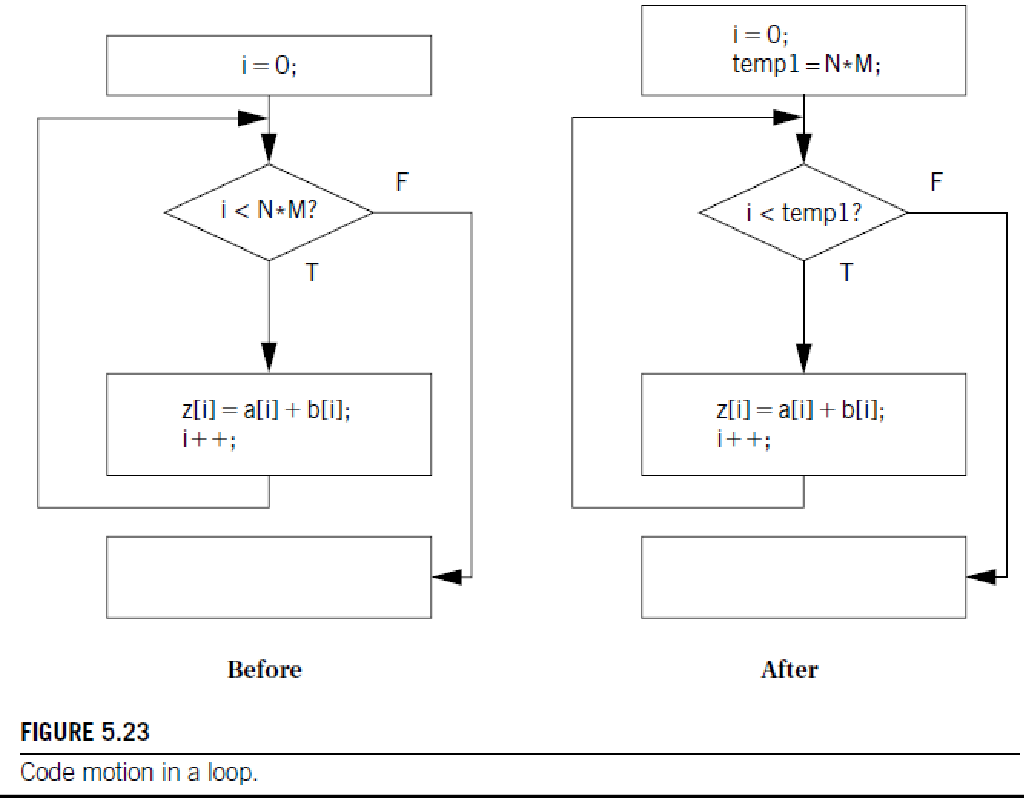 i = 0;
i < N*M?
F
T
z[i] = a[i] + b[i];
i++;
Before
i = 0;
temp1 = N*M;
i < temp1?
F
T
z[i] = a[i] + b[i];
i++;
After
FIGURE 5.23
Code motion in a loop.